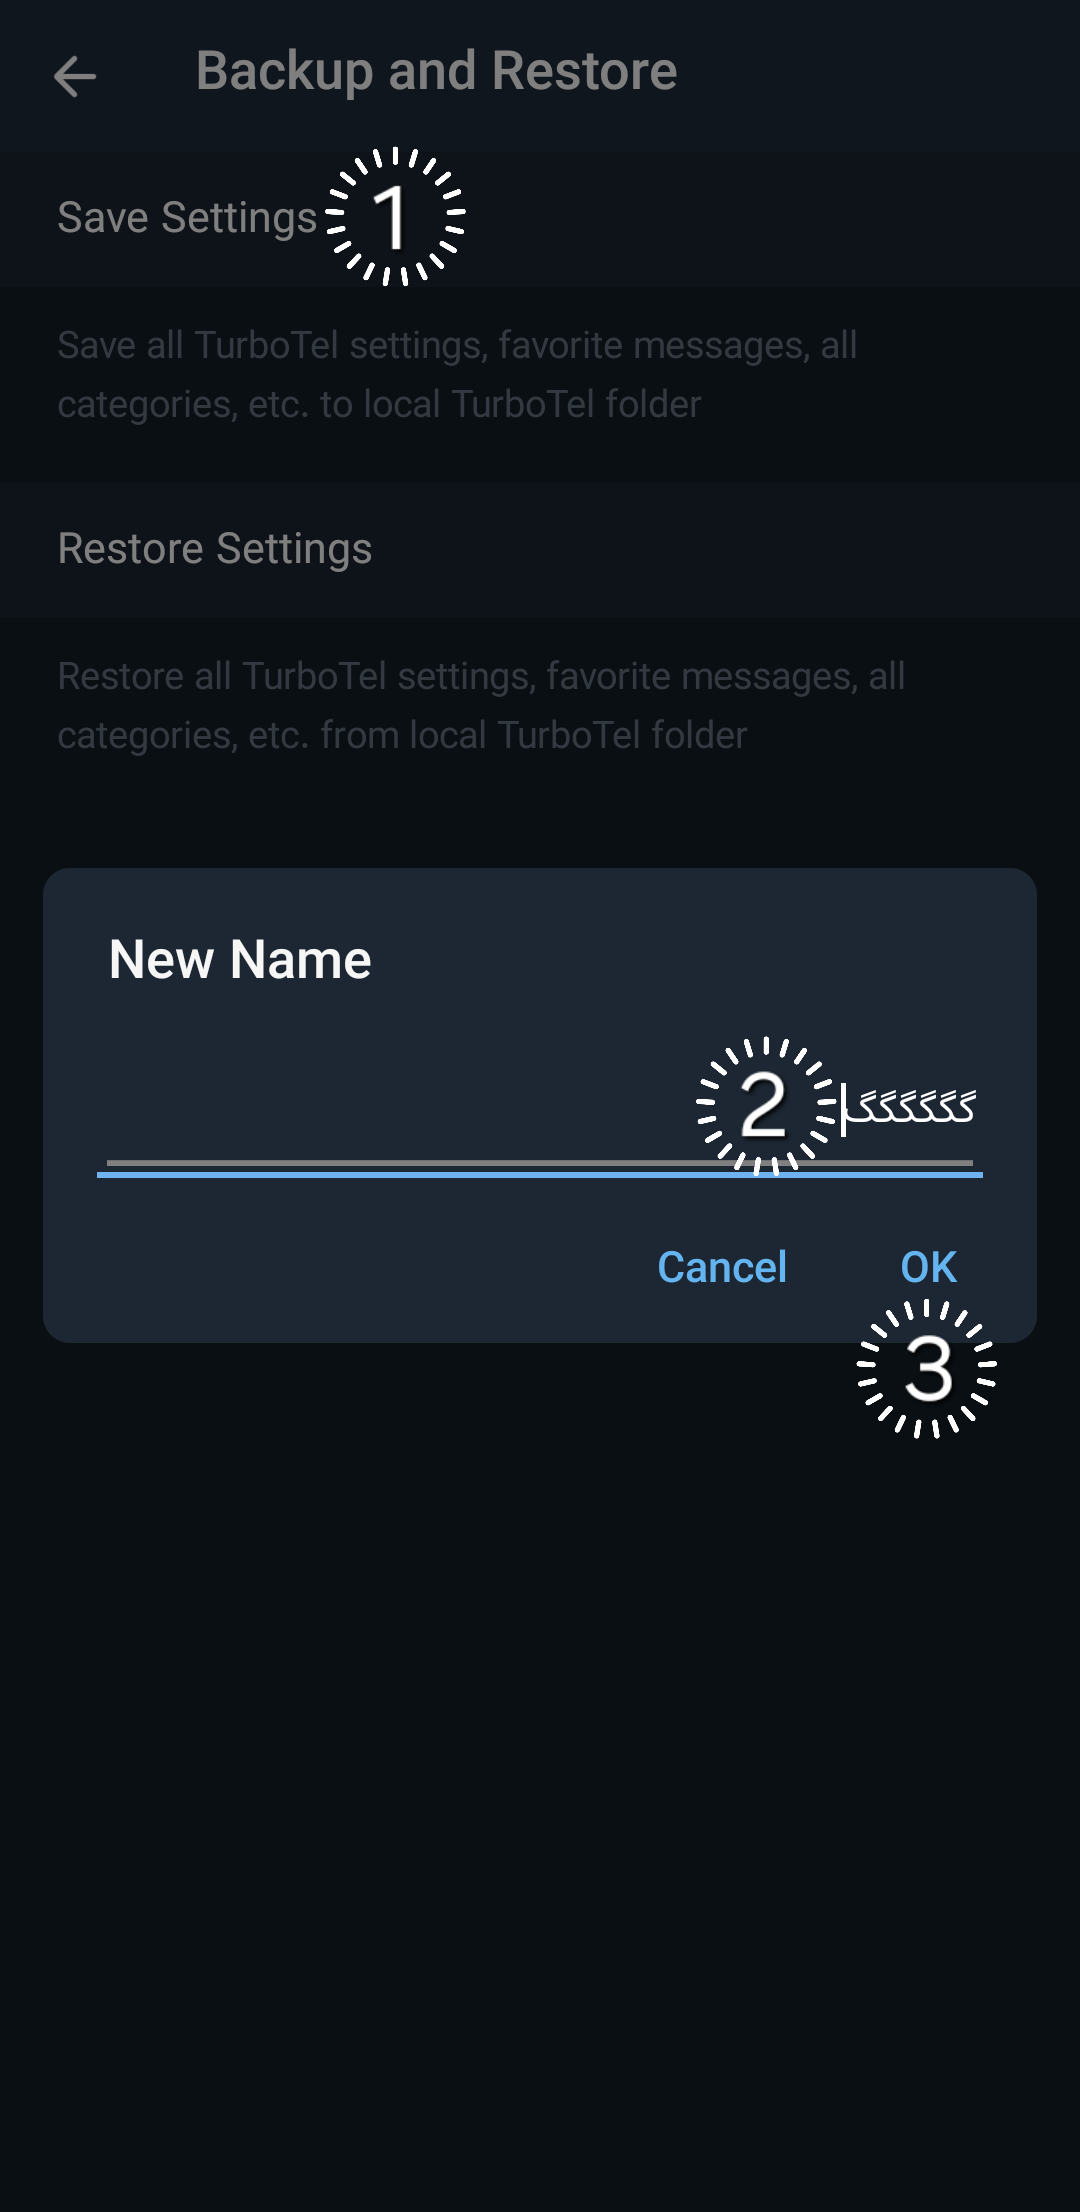 Backup and Restore
Save Settings 1
Save all TurboTel settings, favorite messages, all
categories, etc. to local TurboTel folder
Restore Settings
Restore all TurboTel settings, favorite messages, all
categories, etc. from local TurboTel folder
New Name
2 گگگگگگ
Cancel OK
3